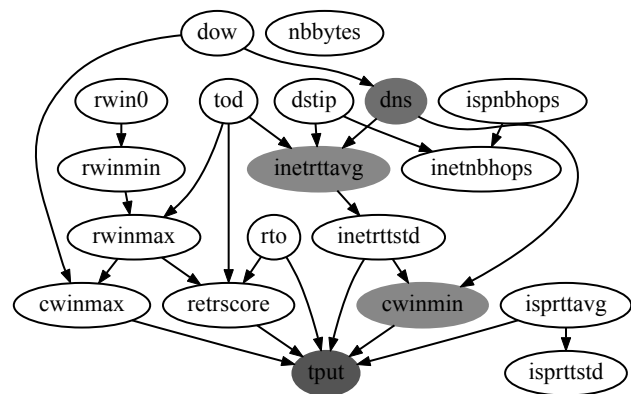 dow nbbytes
rwin0 tod dstip dns ispnbhops
rwinmin inetrttavg inetnbhops
rwinmax rto inetrttstd
cwinmax retrscore cwinmin isprttavg
tput isprttstd